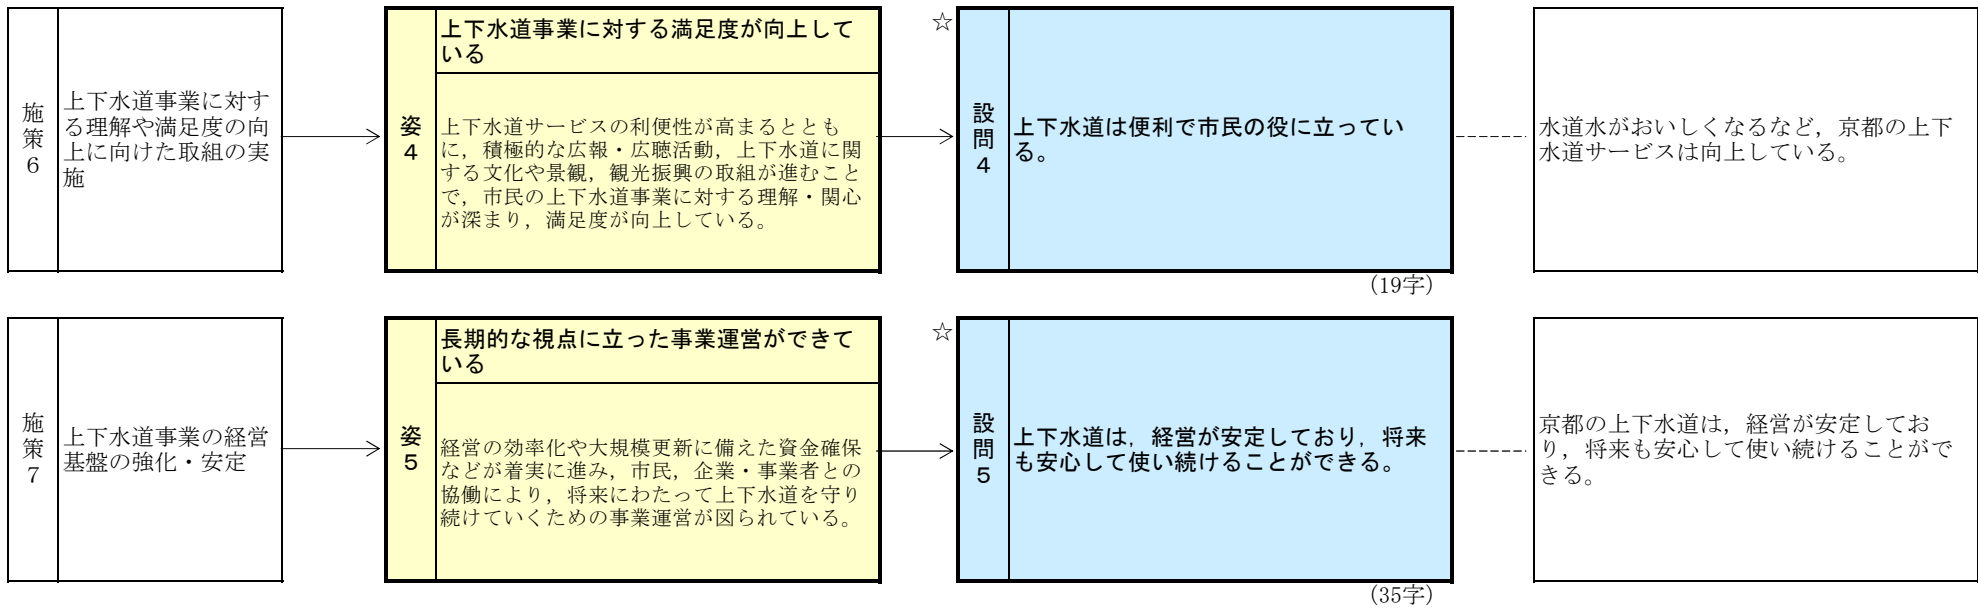 施
策
6
上下水道事業に対す
る理解や満足度の向
上に向けた取組の実
施
姿
4
上下水道事業に対する満足度が向上して
いる
上下水道サービスの利便性が高まるととも
に，積極的な広報・広聴活動，上下水道に関
する文化や景観，観光振興の取組が進むこと
で，市民の上下水道事業に対する理解・関心
が深まり，満足度が向上している。
☆
設
問
4
上下水道は便利で市民の役に立ってい
る。
(19字)
水道水がおいしくなるなど，京都の上下
水道サービスは向上している。
施
策
7
上下水道事業の経営
基盤の強化・安定
姿
5
長期的な視点に立った事業運営ができて
いる
経営の効率化や大規模更新に備えた資金確保
などが着実に進み，市民，企業・事業者との
協働により，将来にわたって上下水道を守り
続けていくための事業運営が図られている。
☆
設
問
5
上下水道は，経営が安定しており，将来
も安心して使い続けることができる。
(35字)
京都の上下水道は，経営が安定してお
り，将来も安心して使い続けることがで
きる。